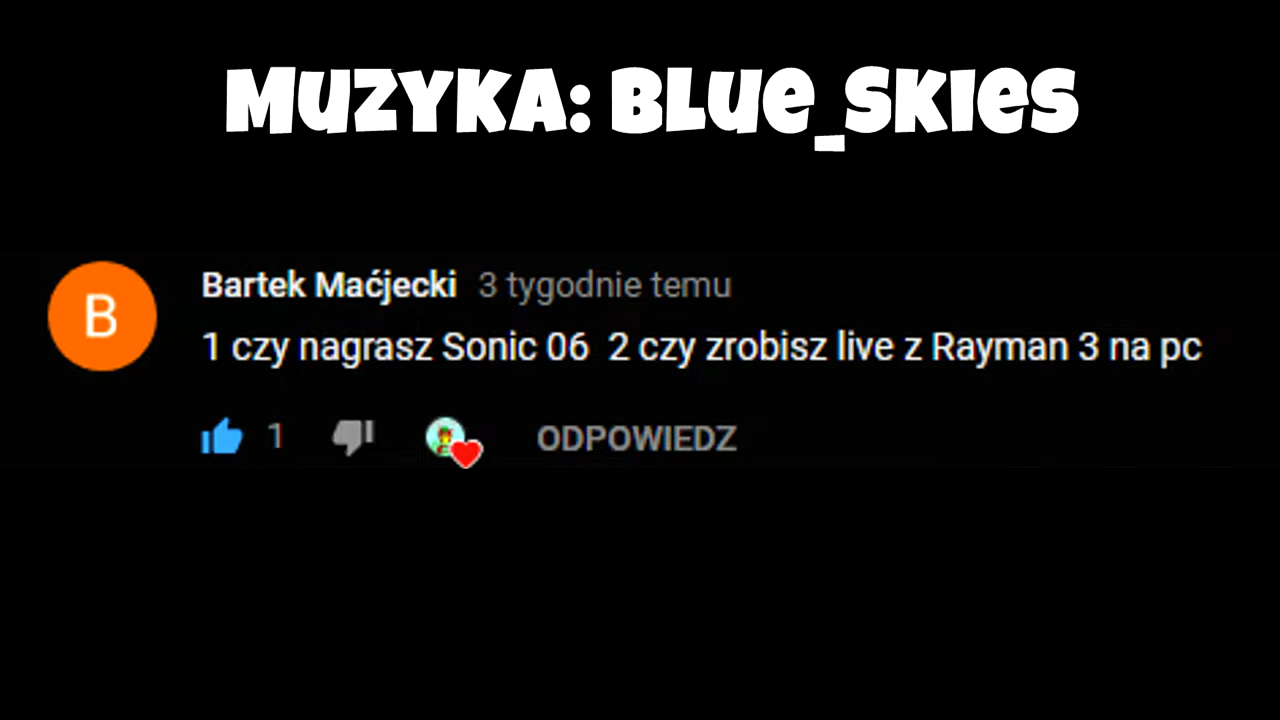 Muzyka: Blue_Skies
Bartek Maćjecki 3 tygodnie temu
1 czy nagrasz Sonic 06  2 czy zrobisz live z Rayman 3 na pc
1 ODPOWIEDZ
B